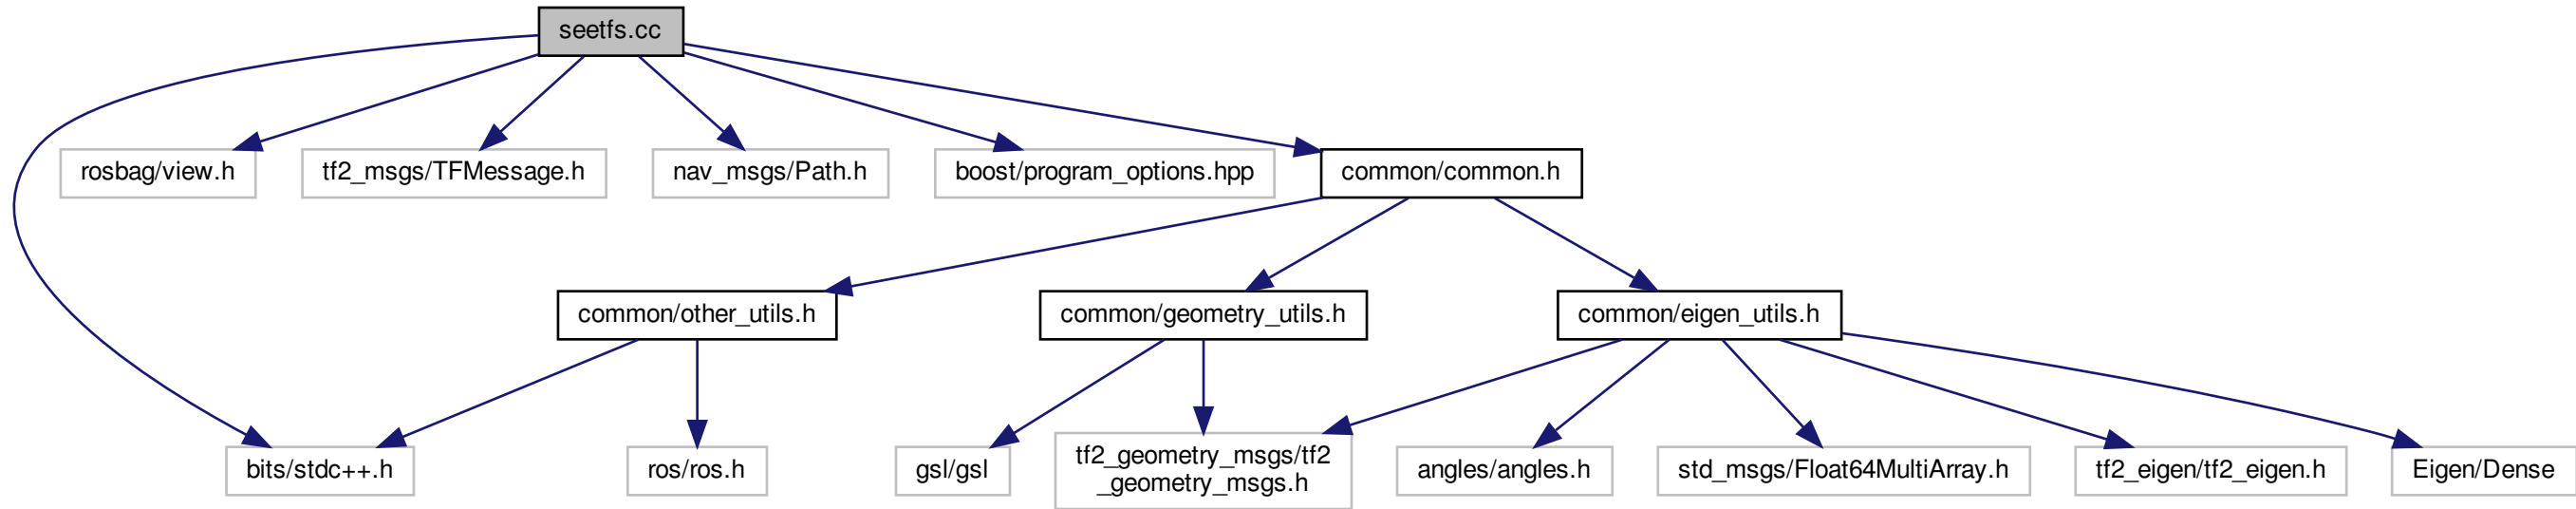 seetfs.cc
rosbag/view.h
tf2_msgs/TFMessage.h
nav_msgs/Path.h
boost/program_options.hpp
common/common.h
common/other_utils.h
common/geometry_utils.h
common/eigen_utils.h
bits/stdc++.h
ros/ros.h
gsl/gsl
tf2_geometry_msgs/tf2
_geometry_msgs.h
angles/angles.h
std_msgs/Float64MultiArray.h
tf2_eigen/tf2_eigen.h
Eigen/Dense